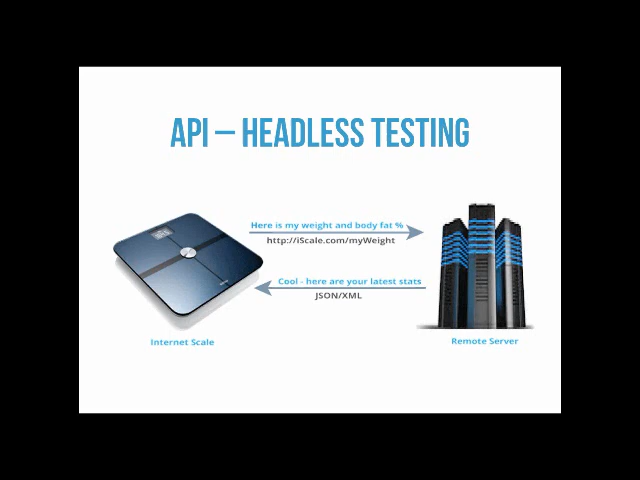 API – HEADLESS TESTING
Here is my weight and body fat %
http://iScale.com/myWeight
Cool - here are your latest stats
JSON/XML
Internet Scale
Remote Server